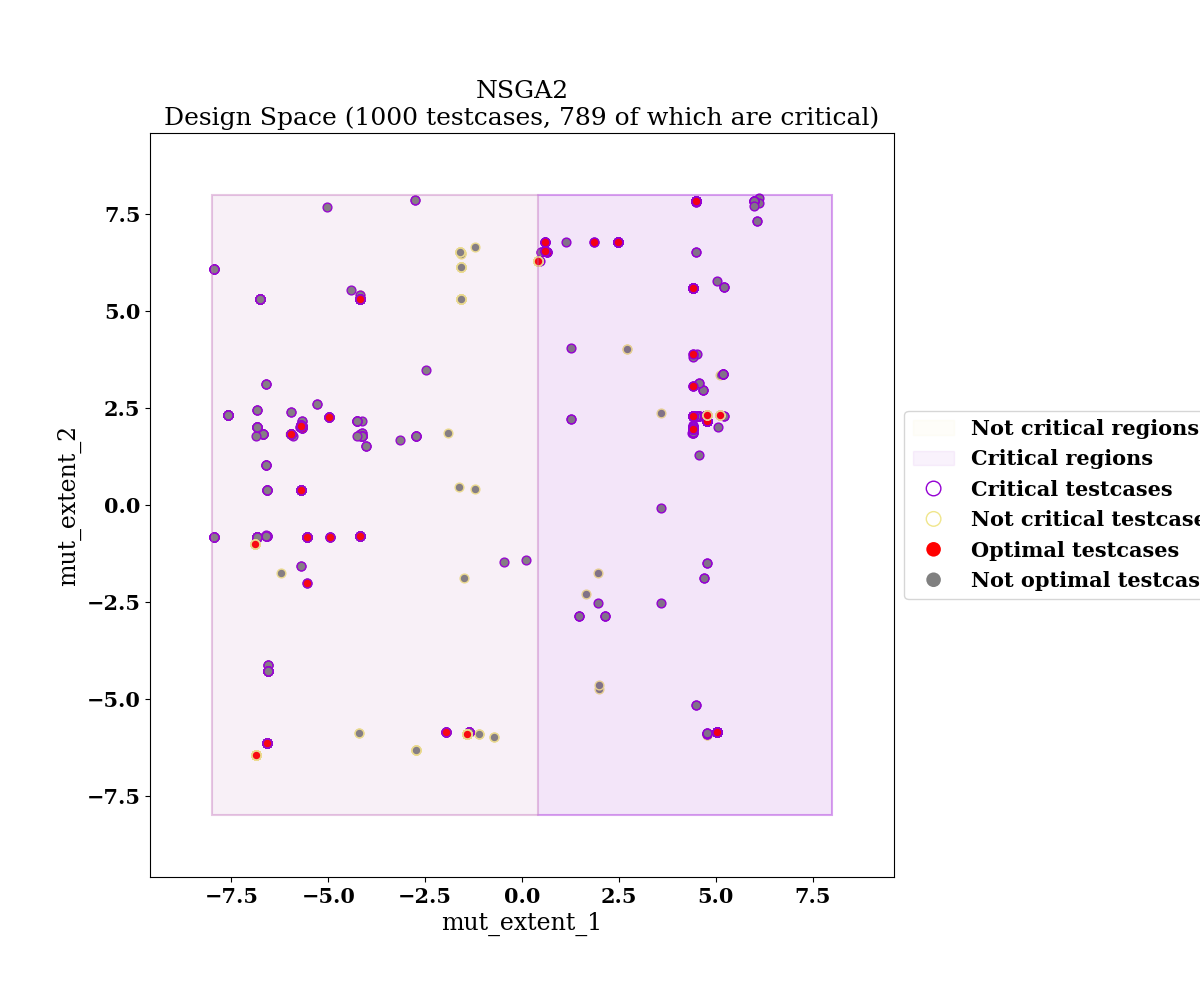 NSGA2
Design Space (1000 testcases, 789 of which are critical)
mut_extent_2
7.5
5.0
2.5
0.0
−2.5
−5.0
−7.5
−7.5
−5.0
−2.5
0.0
2.5
5.0
7.5
mut_extent_1
Not critical regions
Critical regions
Critical testcases
Not critical testcase
Optimal testcases
Not optimal testcas